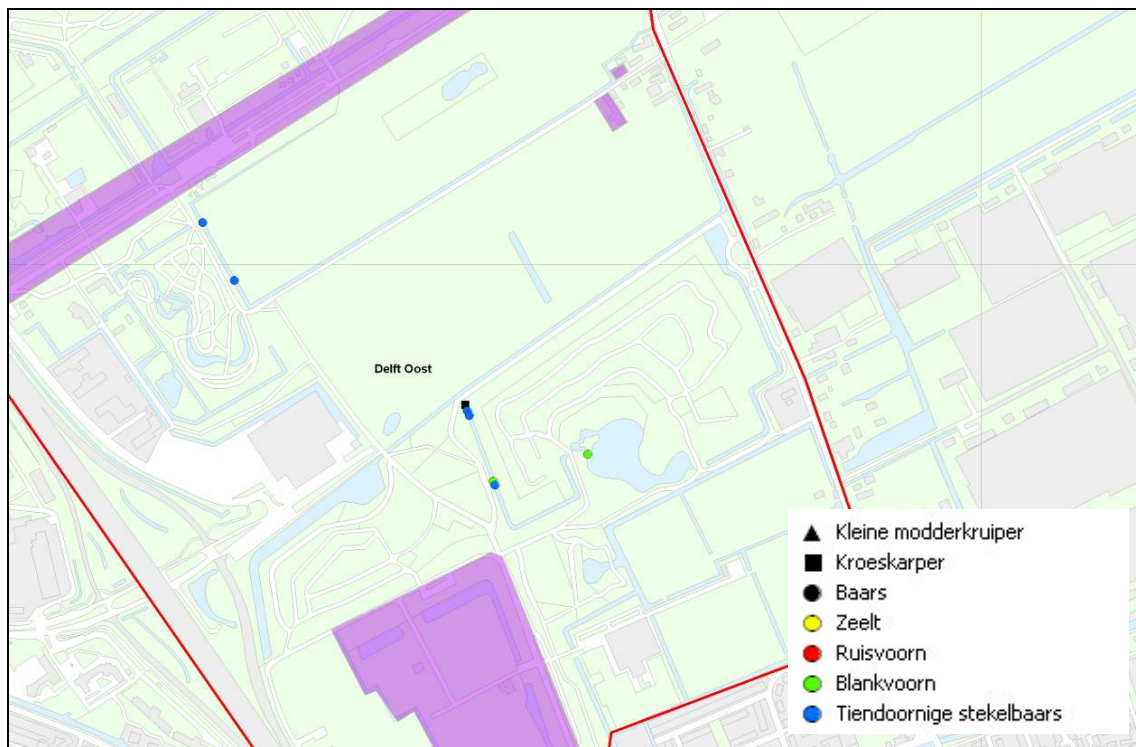 Delft Oost
Kleine modderkruiper
Kroeskarper
Baars
Zeelt
Ruisvoorn
Blankvoorn
Tiendoornige stekelbaars